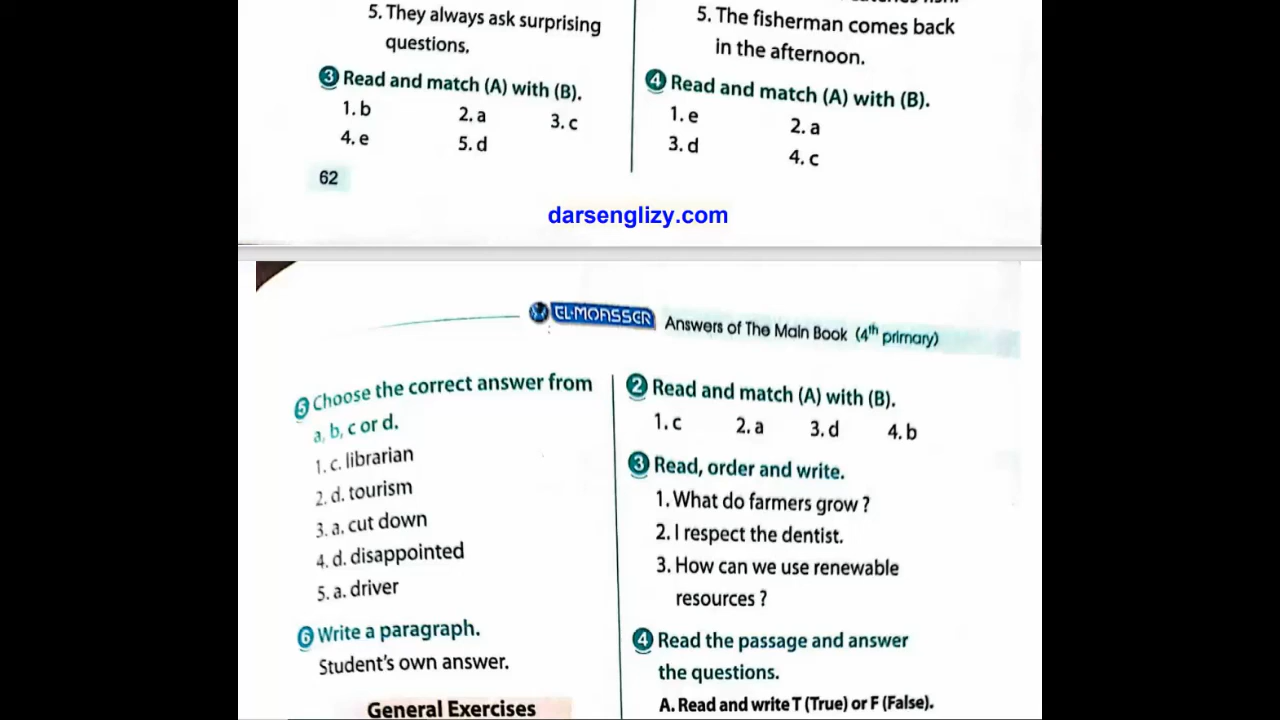 5. They always ask surprising
questions.
3 Read and match (A) with (B).
1. b 2. a 3. c
4. e 5. d
62
5. The fisherman comes back
in the afternoon.
4 Read and match (A) with (B).
1. e 2. a
3. d 4. c
darsenglizy.com
EL-MOASSER Answers of The Main Book (4th primary)
5 Choose the correct answer from
a, b, c or d.
1. c. librarian
2. d. tourism
3. a. cut down
4. d. disappointed
5. a. driver
6 Write a paragraph.
Student's own answer.
General Exercises
2 Read and match (A) with (B).
1. c 2. a 3. d 4. b
3 Read, order and write.
1. What do farmers grow ?
2. I respect the dentist.
3. How can we use renewable
resources ?
4 Read the passage and answer
the questions.
A. Read and write T (True) or F (False).